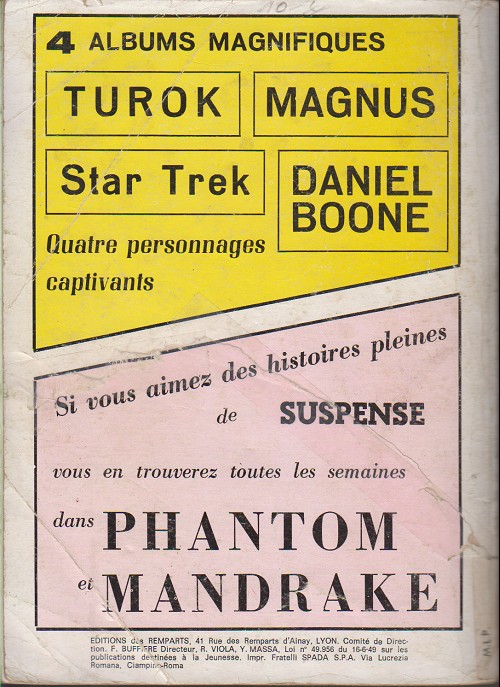 10 €
4 ALBUMS MAGNIFIQUES
TUROK
MAGNUS
Star Trek
DANIEL
BOONE
Quatre personnages
captivants
Si vous aimez des histoires pleines
de SUSPENSE
vous en trouverez toutes les semaines
dans PHANTOM
et MANDRAKE
EDITIONS des REMPARTS, 41 Rue des Remparts d'Ainay, LYON. Comité de Direc-
tion. F. BUFFIERE Directeur, R. VIOLA, Y. MASSA, Loi n° 49.956 du 16-6-49 sur les
publications destinées à la Jeunesse. Impr. Fratelli SPADA S.P.A. Via Lucrezia
Romana, Ciampino-Roma